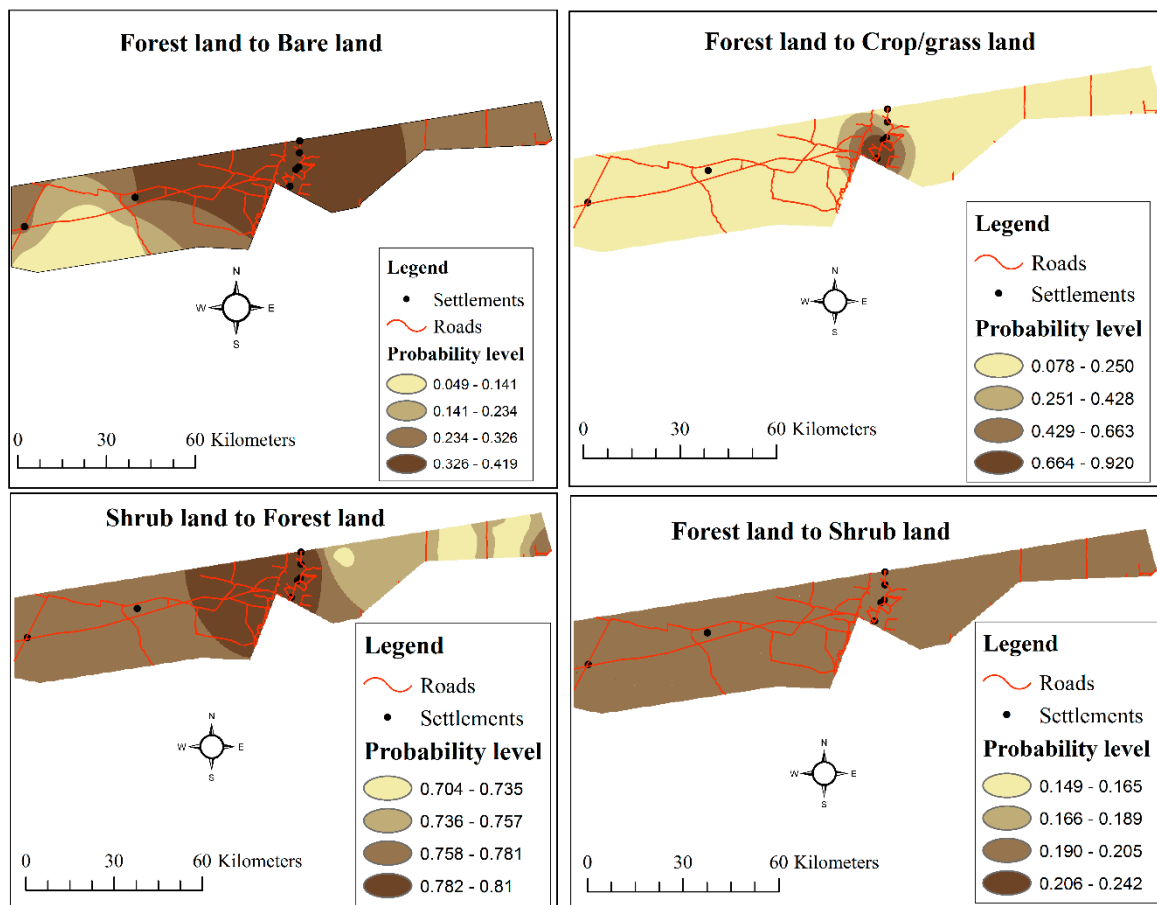 Forest land to Bare land
N
W
E
S
Legend
Settlements
Roads
Probability level
0.049 - 0.141
0.141 - 0.234
0.234 - 0.326
0.326 - 0.419
0 30 60 Kilometers
Forest land to Crop/grass land
N
W
E
S
Legend
Roads
Settlements
Probability level
0.078 - 0.250
0.251 - 0.428
0.429 - 0.663
0.664 - 0.920
0 30 60 Kilometers
Shrub land to Forest land
N
W
E
S
Legend
Roads
Settlements
Probability level
0.704 - 0.735
0.736 - 0.757
0.758 - 0.781
0.782 - 0.81
0 30 60 Kilometers
Forest land to Shrub land
N
W
E
S
Legend
Roads
Settlements
Probability level
0.149 - 0.165
0.166 - 0.189
0.190 - 0.205
0.206 - 0.242
0 30 60 Kilometers